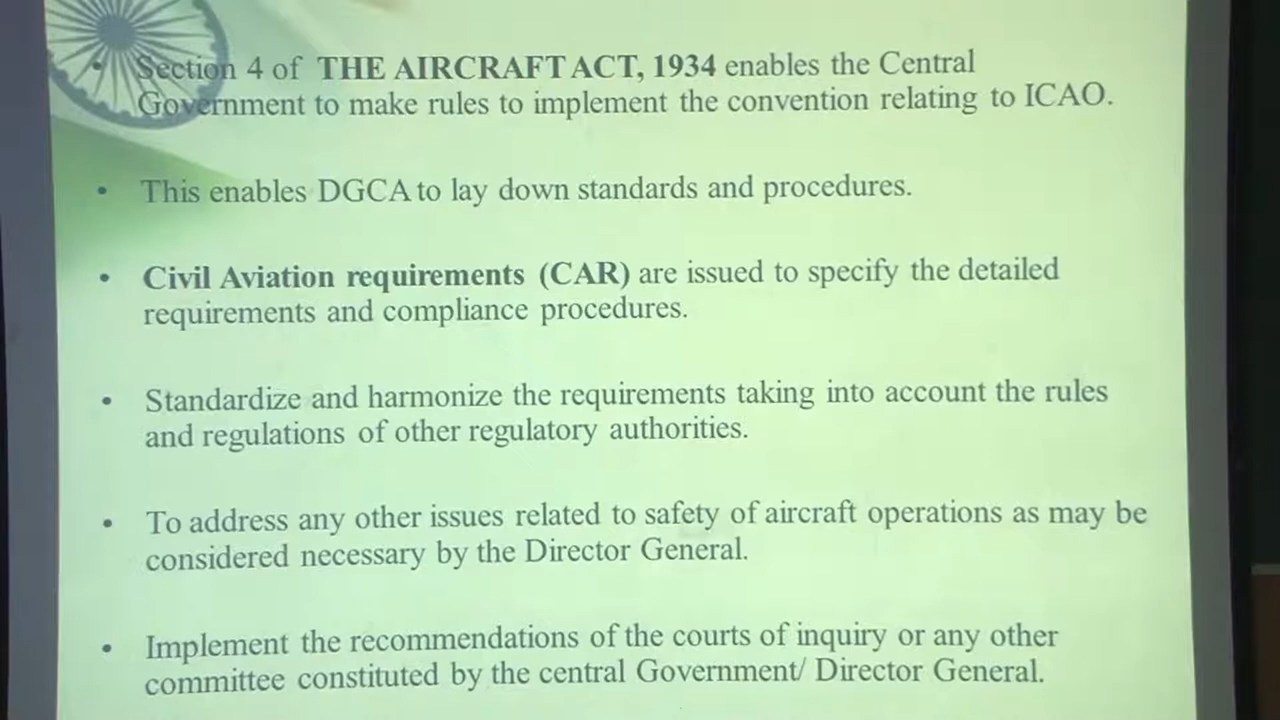 • Section 4 of THE AIRCRAFT ACT, 1934 enables the Central
Government to make rules to implement the convention relating to ICAO.
• This enables DGCA to lay down standards and procedures.
• Civil Aviation requirements (CAR) are issued to specify the detailed
requirements and compliance procedures.
• Standardize and harmonize the requirements taking into account the rules
and regulations of other regulatory authorities.
• To address any other issues related to safety of aircraft operations as may be
considered necessary by the Director General.
• Implement the recommendations of the courts of inquiry or any other
committee constituted by the central Government/ Director General.